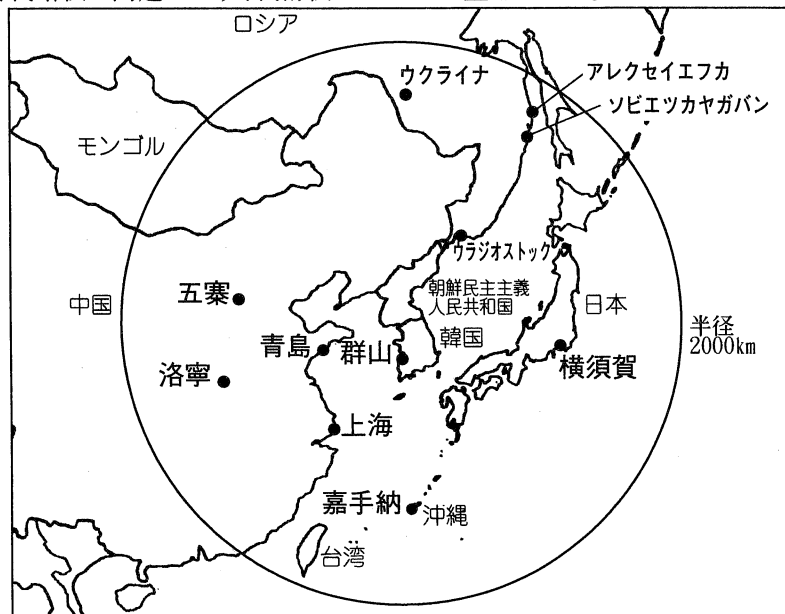 ロシア
ウクライナ
アレクセイエフカ
ソビエツカヤガバン
モンゴル
ウラジオストック
朝鮮民主主義
人民共和国
日本
中国
五寨
青島
群山
韓国
半径
2000km
洛寧
横須賀
上海
嘉手納
沖縄
台湾